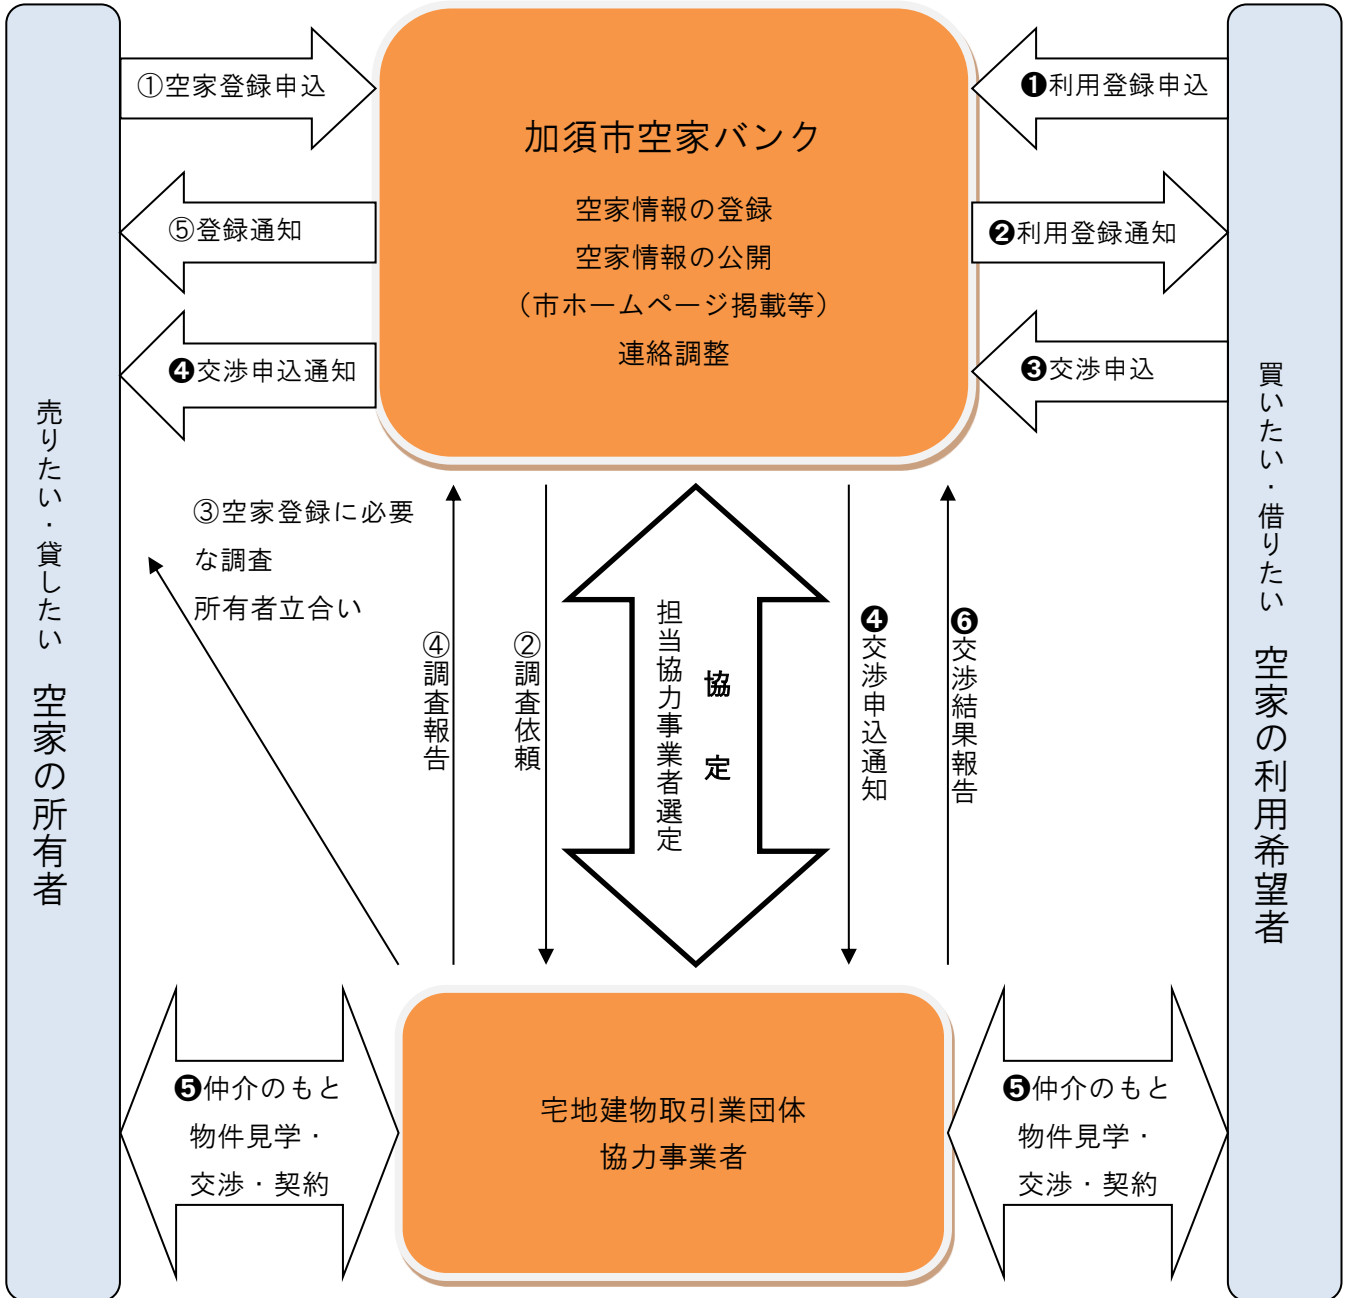 ①空家登録申込
❶利用登録申込
加須市空家バンク
空家情報の登録
空家情報の公開
（市ホームページ掲載等）
連絡調整
⑤登録通知
❷利用登録通知
❹交渉申込通知
❸交渉申込
売りたい・貸したい　空家の所有者
買いたい・借りたい　空家の利用希望者
③空家登録に必要
な調査
所有者立合い
④調査報告
②調査依頼
担当協力事業者選定
協　定
❹交渉申込通知
❻交渉結果報告
❺仲介のもと
物件見学・
交渉・契約
宅地建物取引業団体
協力事業者
❺仲介のもと
物件見学・
交渉・契約